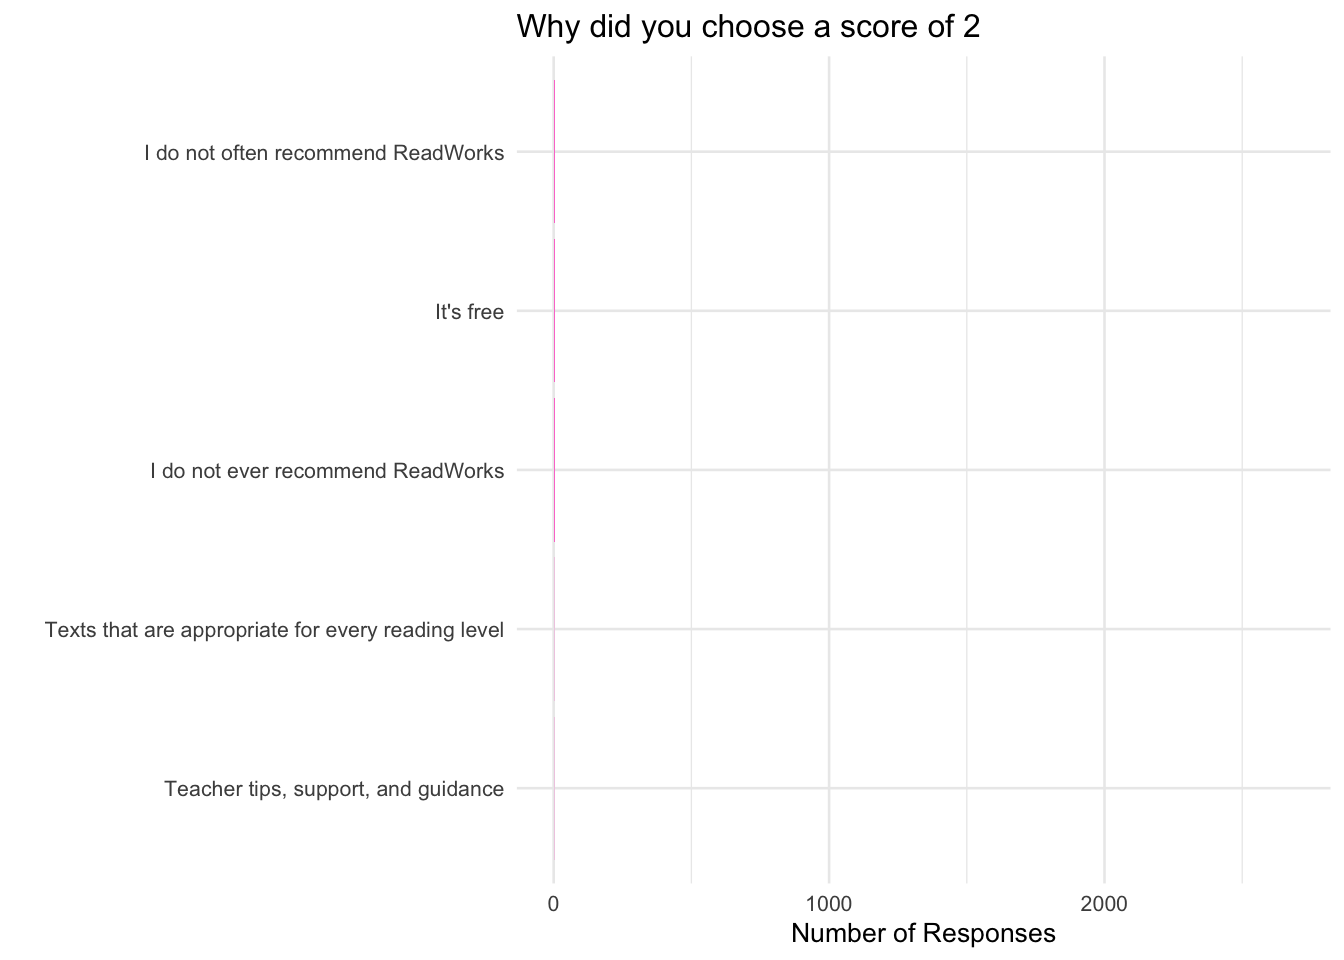 Why did you choose a score of 2
I do not often recommend ReadWorks
It's free
I do not ever recommend ReadWorks
Texts that are appropriate for every reading level
Teacher tips, support, and guidance
0 1000 2000
Number of Responses